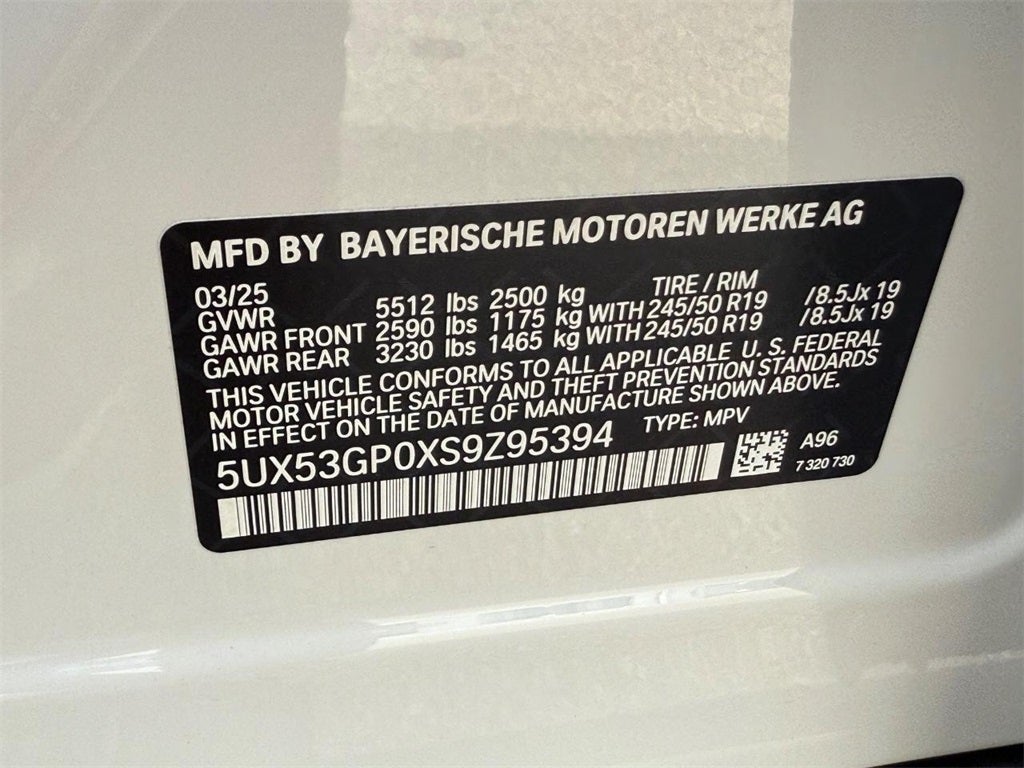 MFD BY BAYERISCHE MOTOREN WERKE AG
03/25 TIRE / RIM
GVWR 5512 lbs 2500 kg
GAWR FRONT 2590 lbs 1175 kg WITH 245/50 R19 /8.5Jx 19
GAWR REAR 3230 lbs 1465 kg WITH 245/50 R19 /8.5Jx 19
THIS VEHICLE CONFORMS TO ALL APPLICABLE U. S. FEDERAL
MOTOR VEHICLE SAFETY AND THEFT PREVENTION STANDARDS
IN EFFECT ON THE DATE OF MANUFACTURE SHOWN ABOVE.
5UX53GP0XS9Z95394 TYPE: MPV
A96
7 320 730